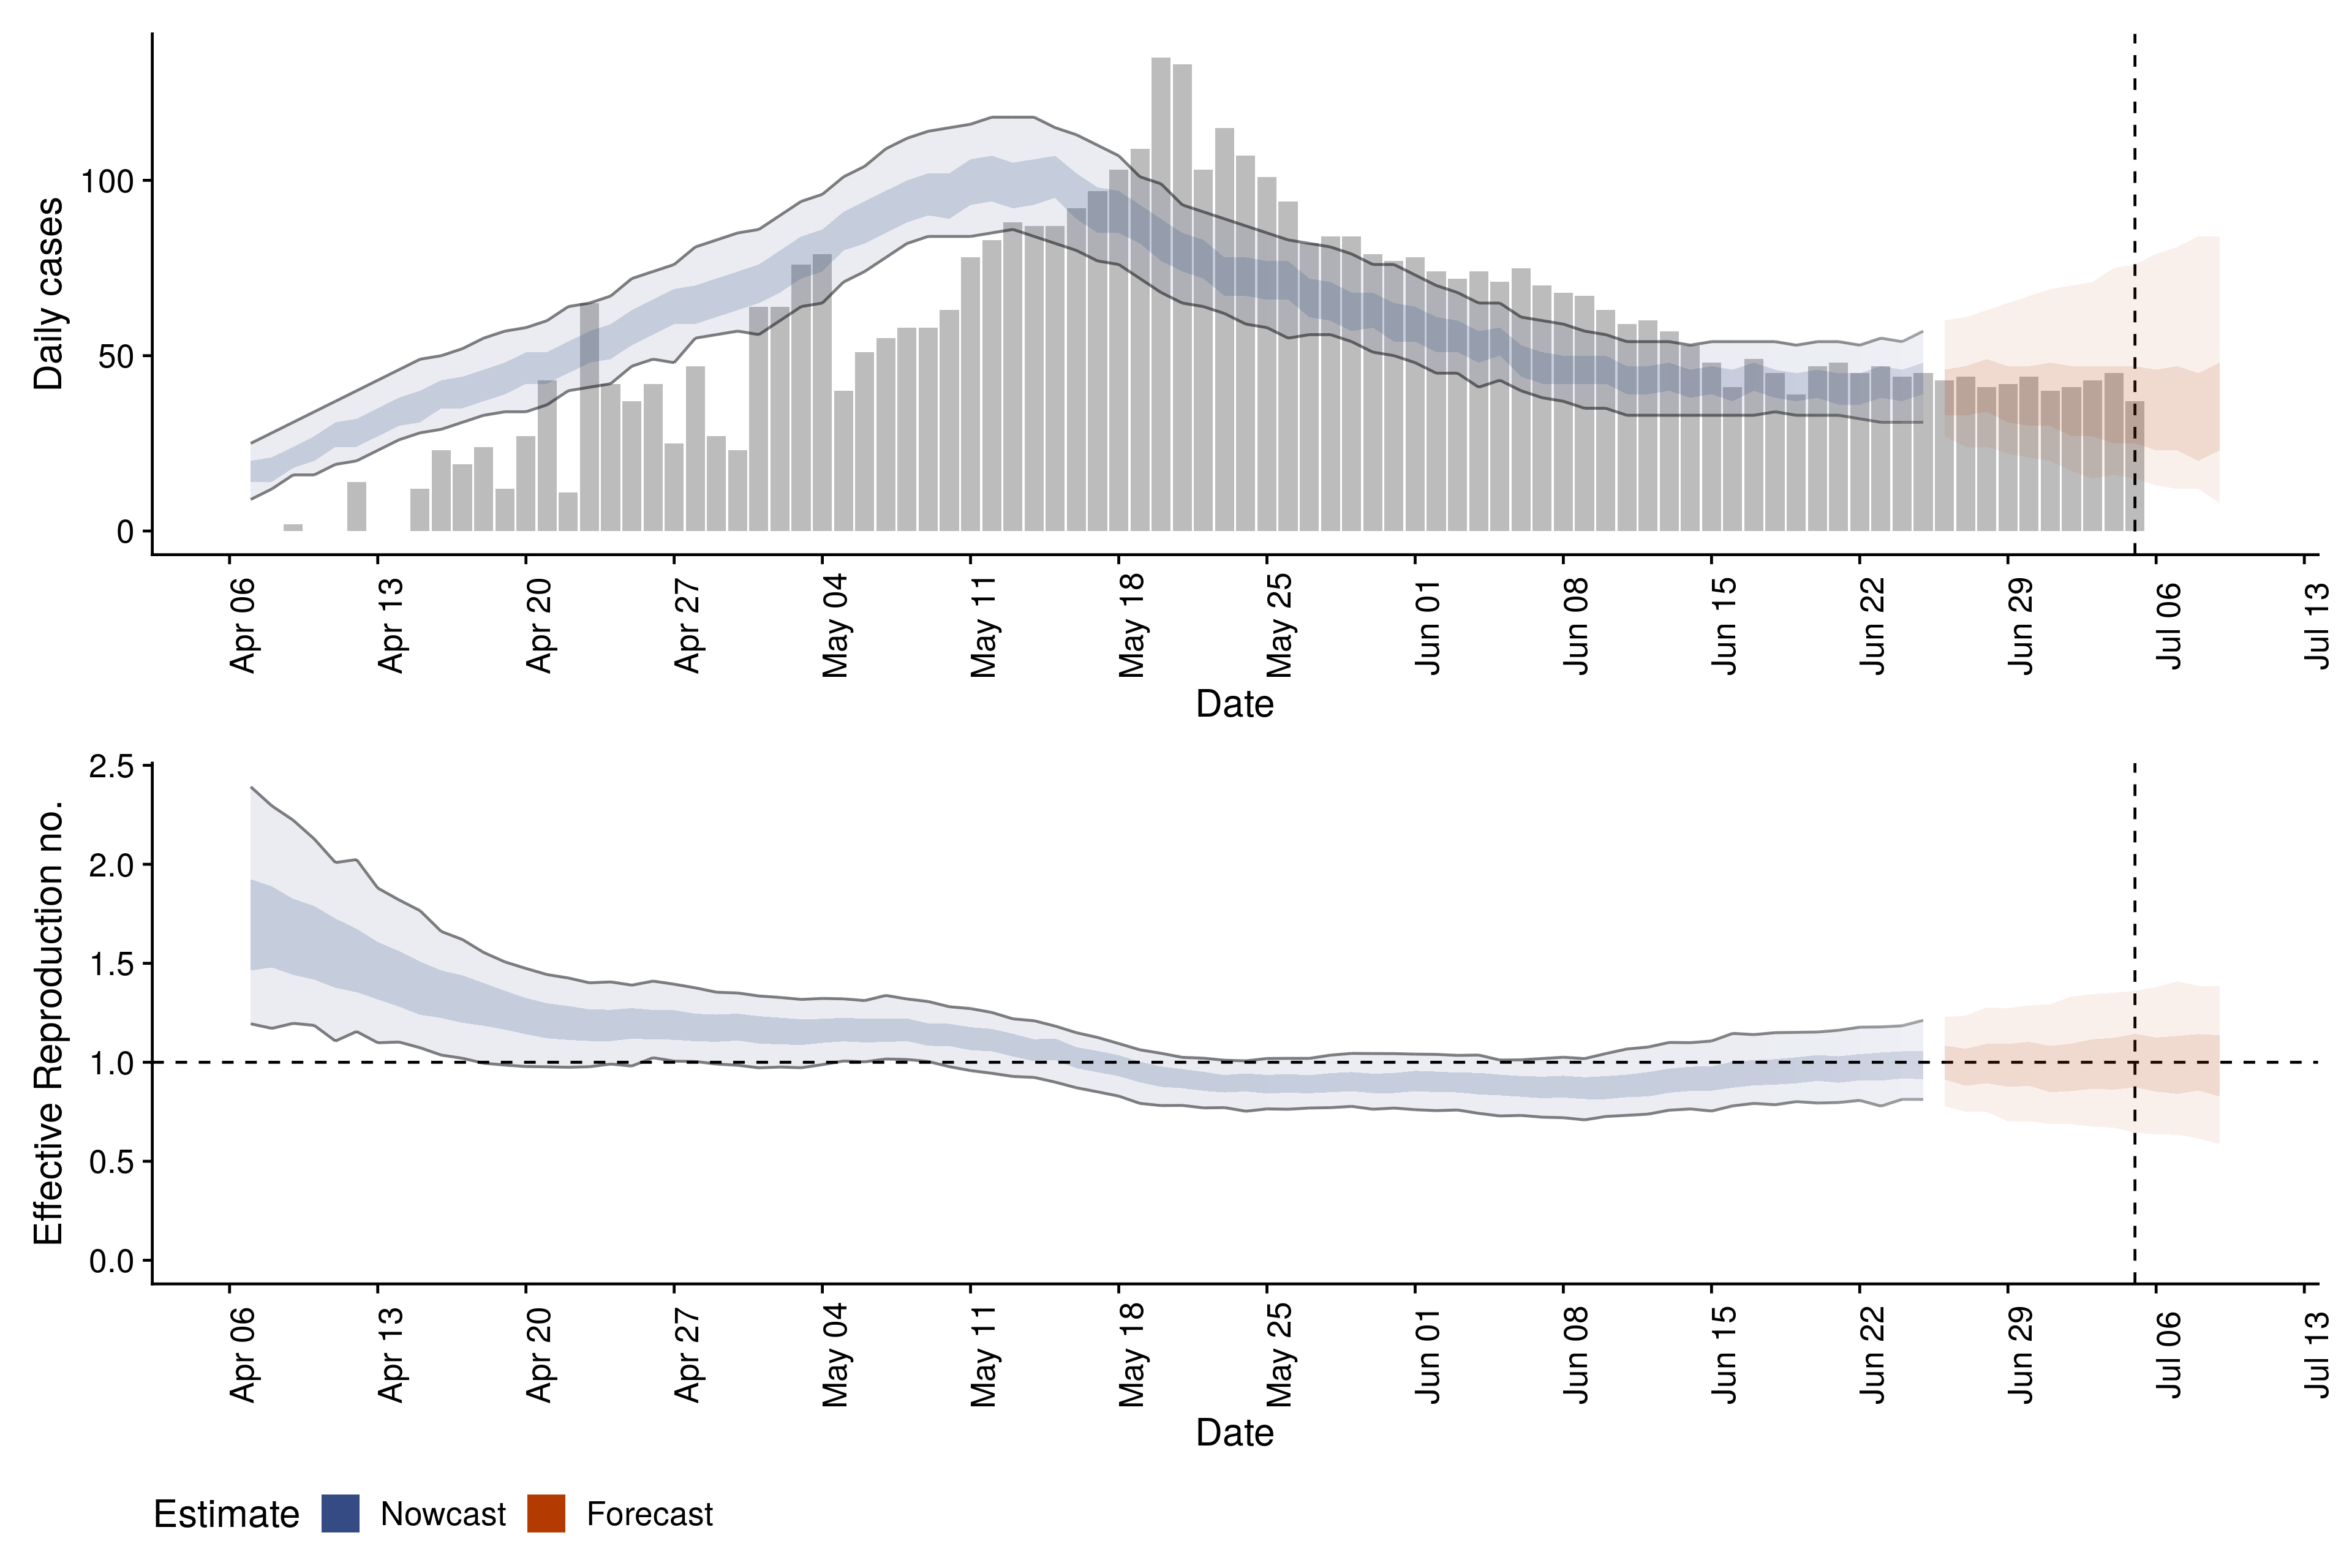 Daily cases
100
50
0
Apr 06
Apr 13
Apr 20
Apr 27
May 04
May 11
May 18
May 25
Jun 01
Jun 08
Jun 15
Jun 22
Jun 29
Jul 06
Jul 13
Date
Effective Reproduction no.
2.5
2.0
1.5
1.0
0.5
0.0
Apr 06
Apr 13
Apr 20
Apr 27
May 04
May 11
May 18
May 25
Jun 01
Jun 08
Jun 15
Jun 22
Jun 29
Jul 06
Jul 13
Date
Estimate Nowcast Forecast